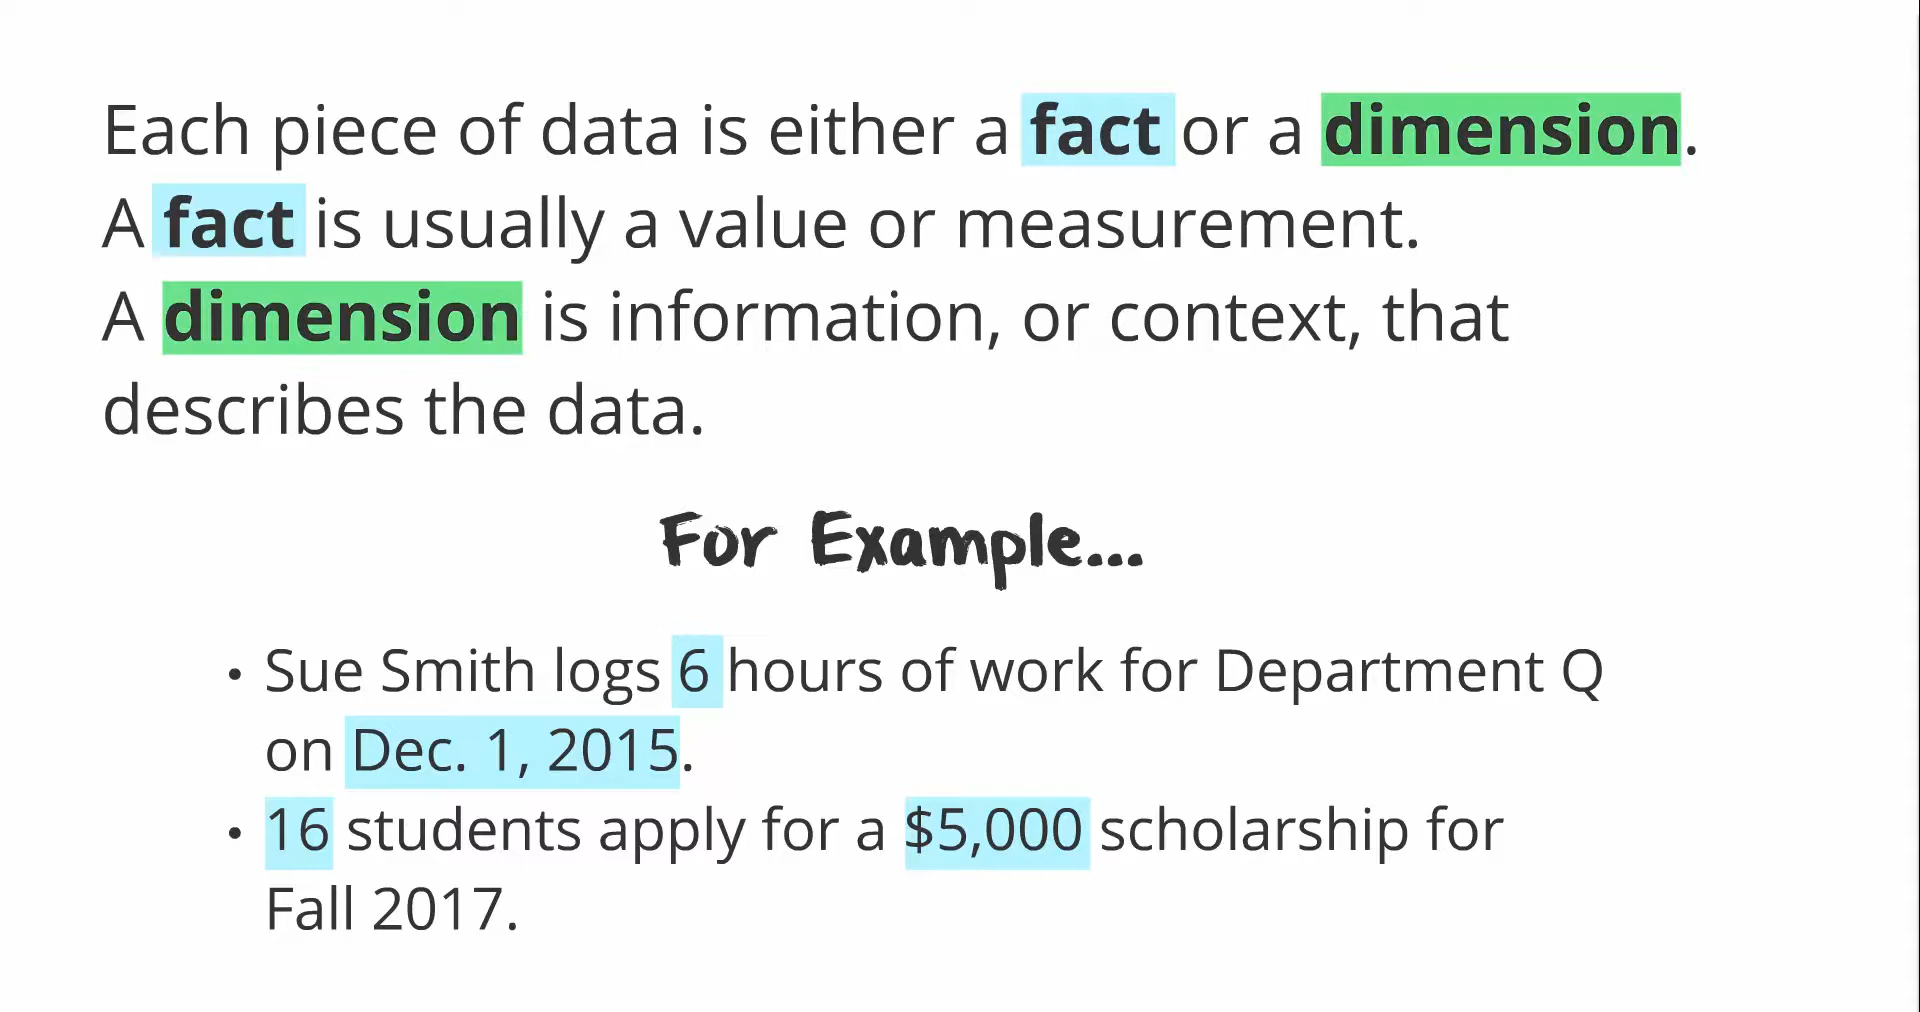 Each piece of data is either a fact or a dimension.
A fact is usually a value or measurement.
A dimension is information, or context, that
describes the data.
For Example...
• Sue Smith logs 6 hours of work for Department Q
on Dec. 1, 2015.
• 16 students apply for a $5,000 scholarship for
Fall 2017.